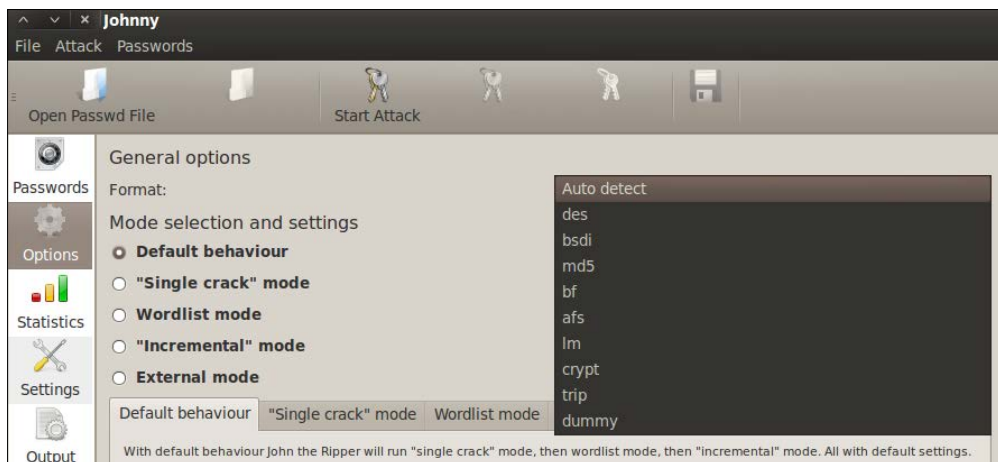 Johnny
File Attack Passwords
Open Passwd File
Start Attack
Passwords
Options
Statistics
Settings
Output
General options
Format:
Auto detect
des
bsdi
md5
bf
afs
lm
crypt
trip
dummy
Mode selection and settings
Default behaviour
"Single crack" mode
Wordlist mode
"Incremental" mode
External mode
Default behaviour "Single crack" mode Wordlist mode
With default behaviour John the Ripper will run "single crack" mode, then wordlist mode, then "incremental" mode. All with default settings.